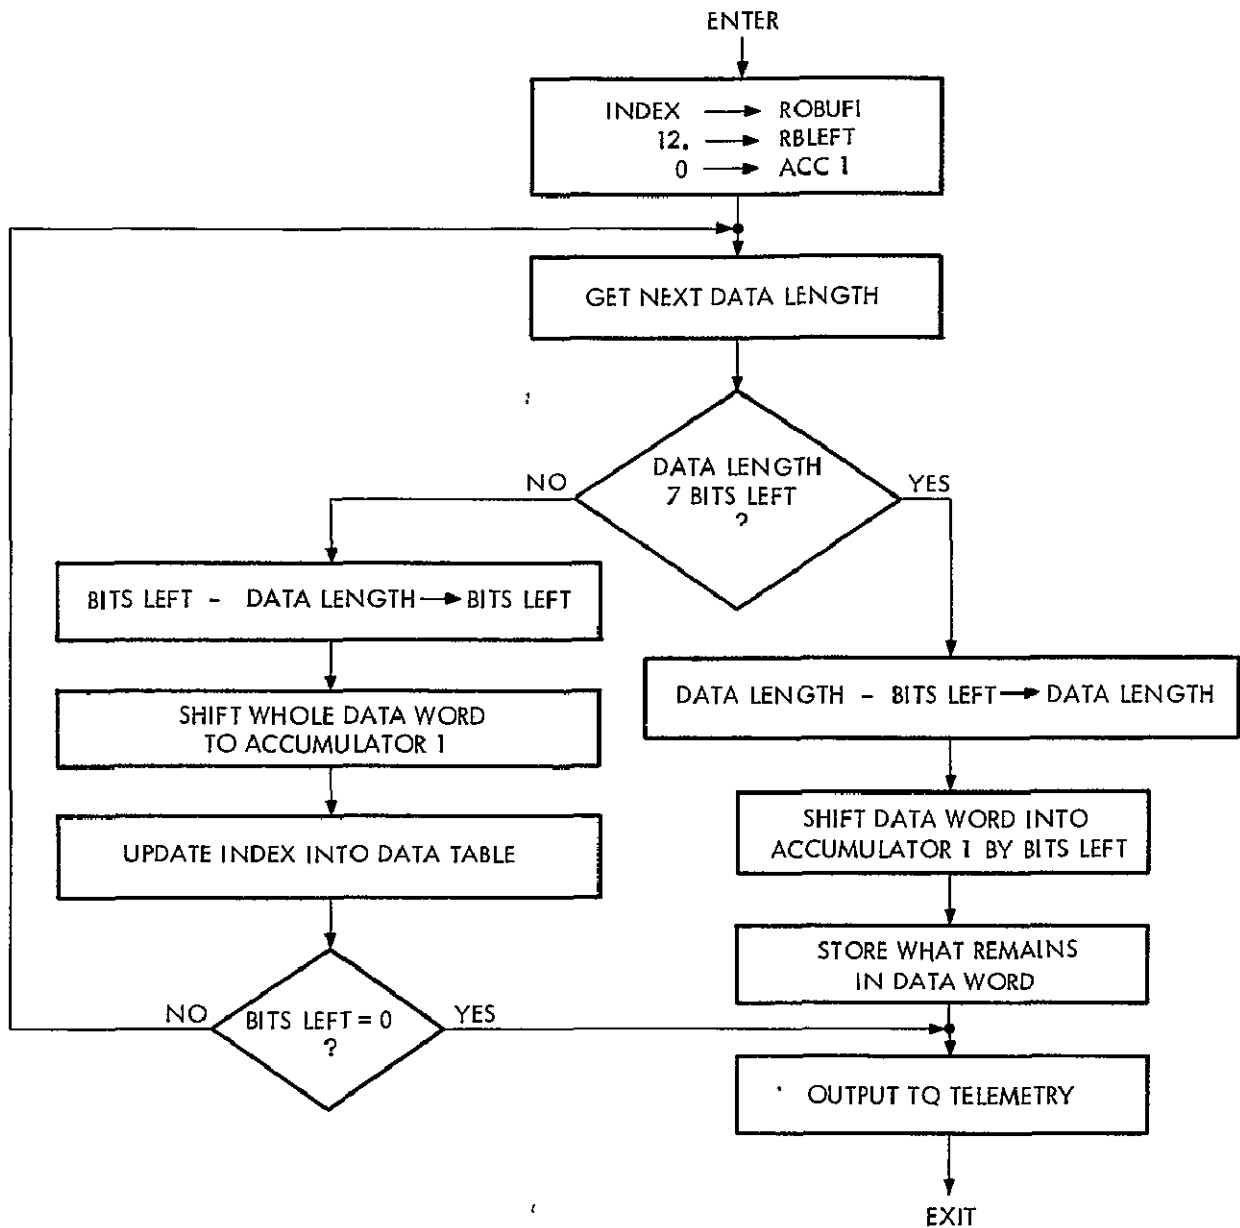 ENTER
INDEX → ROBUFI
12. → RBLEFT
0 → ACC 1
GET NEXT DATA LENGTH
DATA LENGTH
7 BITS LEFT
?
NO
YES
BITS LEFT - DATA LENGTH → BITS LEFT
SHIFT WHOLE DATA WORD
TO ACCUMULATOR 1
UPDATE INDEX INTO DATA TABLE
BITS LEFT = 0
?
NO
YES
DATA LENGTH - BITS LEFT → DATA LENGTH
SHIFT DATA WORD INTO
ACCUMULATOR 1 BY BITS LEFT
STORE WHAT REMAINS
IN DATA WORD
OUTPUT TO TELEMETRY
EXIT